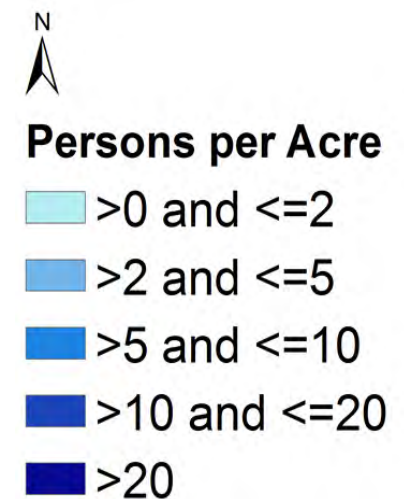 N
Persons per Acre
>0 and <=2
>2 and <=5
>5 and <=10
>10 and <=20
>20